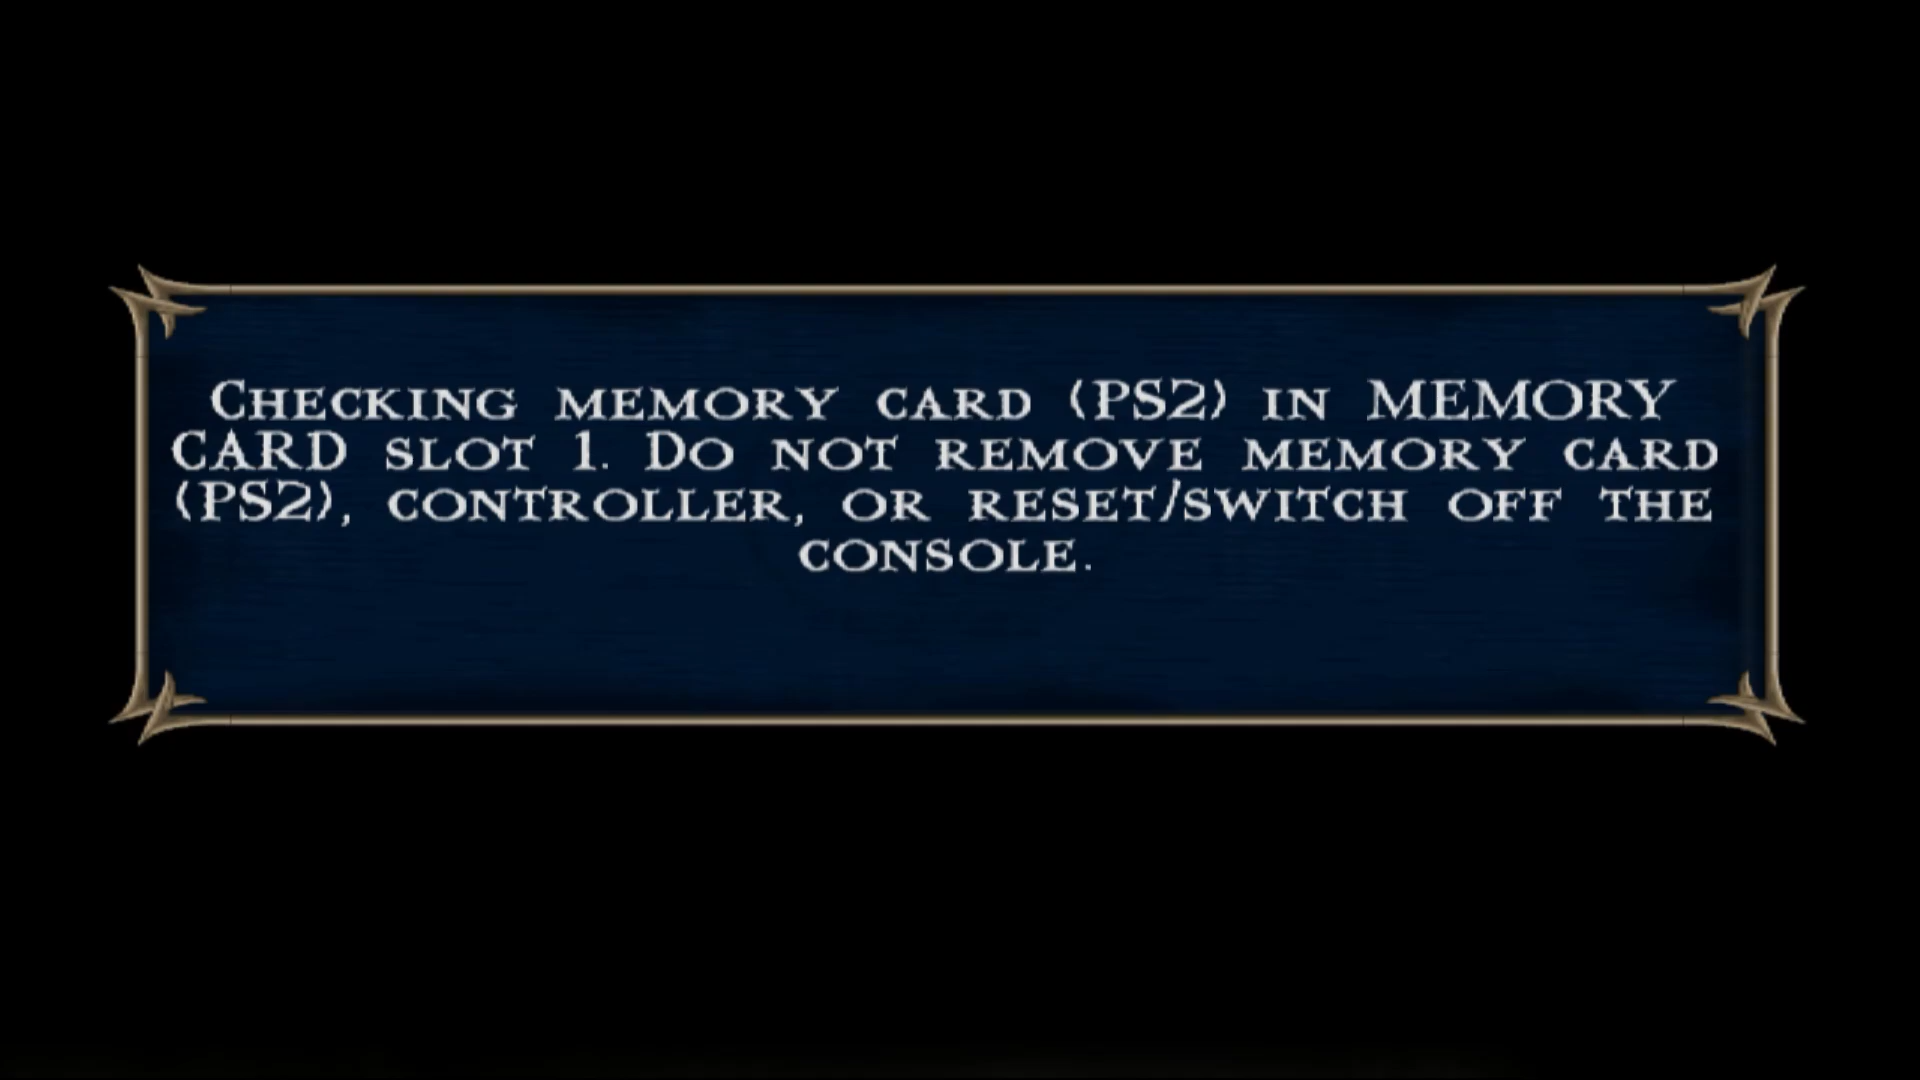 Checking memory card (PS2) in MEMORY
CARD slot 1. Do not remove memory card
(PS2), controller, or reset/switch off the
console.